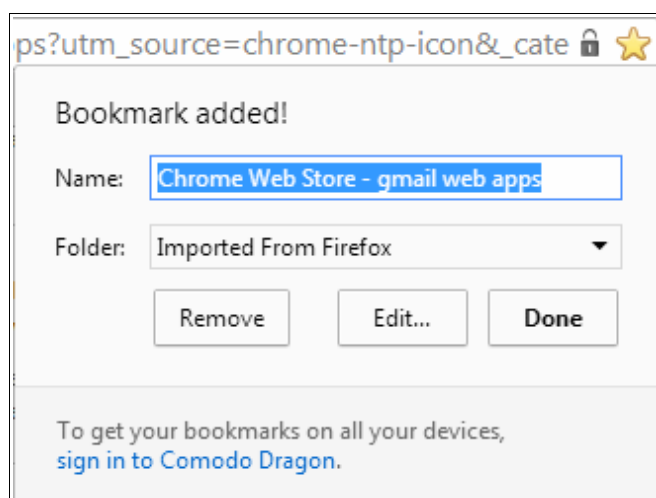 ps?utm_source=chrome-ntp-icon&_cate
Bookmark added!
Name: Chrome Web Store - gmail web apps
Folder: Imported From Firefox
Remove Edit... Done
To get your bookmarks on all your devices,
sign in to Comodo Dragon.